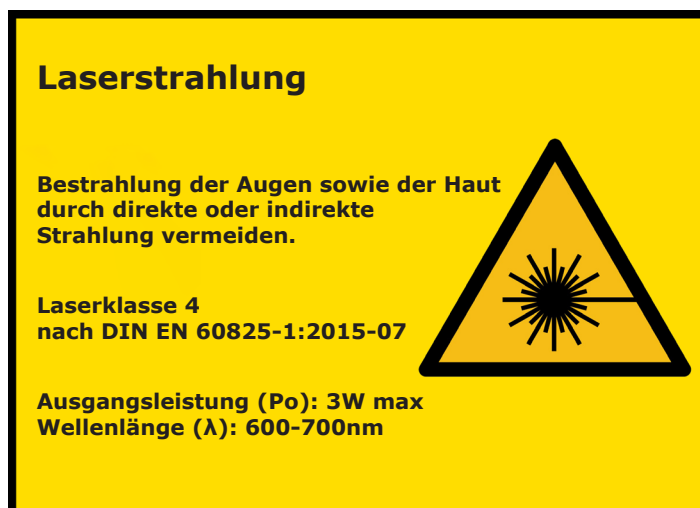 Laserstrahlung
Bestrahlung der Augen sowie der Haut
durch direkte oder indirekte
Strahlung vermeiden.
Laserklasse 4
nach DIN EN 60825-1:2015-07
Ausgangsleistung (Po): 3W max
Wellenlänge (λ): 600-700nm